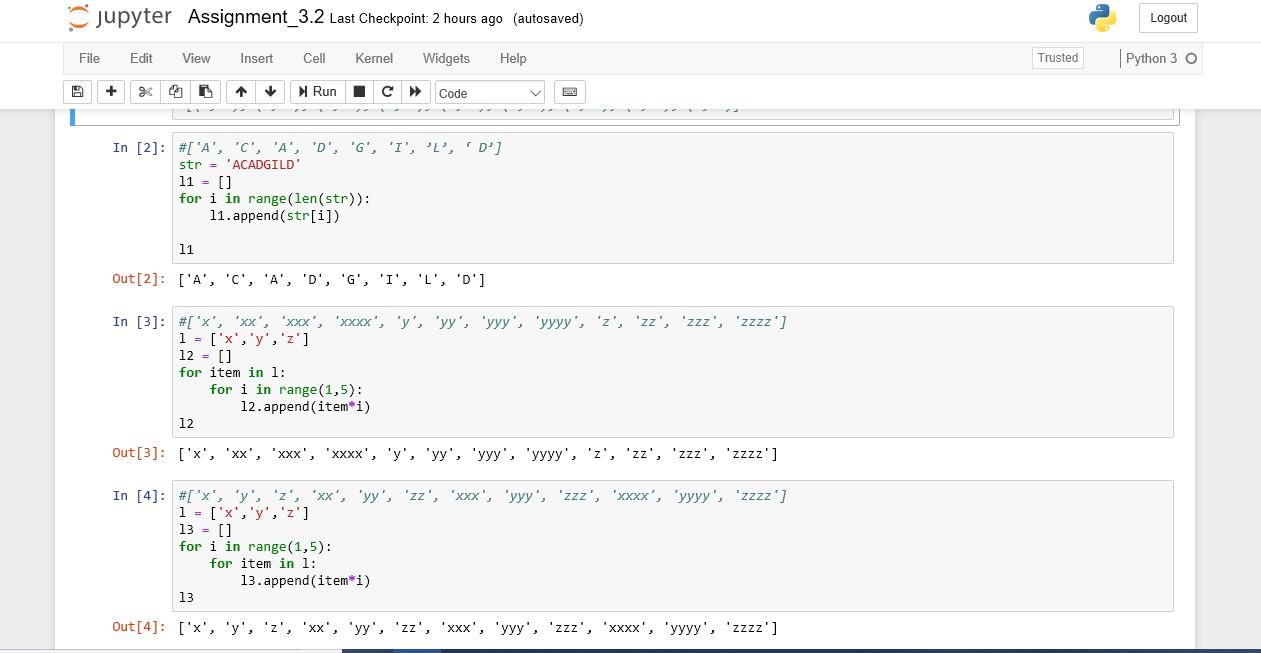 jupyter Assignment_3.2 Last Checkpoint: 2 hours ago (autosaved)
Logout
File Edit View Insert Cell Kernel Widgets Help
Trusted
Python 3
Run
Code
In [2]: #['A', 'C', 'A', 'D', 'G', 'I', ’L’, ‘ D’]
str = 'ACADGILD'
l1 = []
for i in range(len(str)):
    l1.append(str[i])
l1
Out[2]: ['A', 'C', 'A', 'D', 'G', 'I', 'L', 'D']
In [3]: #['x', 'xx', 'xxx', 'xxxx', 'y', 'yy', 'yyy', 'yyyy', 'z', 'zz', 'zzz', 'zzzz']
l = ['x','y','z']
l2 = []
for item in l:
    for i in range(1,5):
        l2.append(item*i)
l2
Out[3]: ['x', 'xx', 'xxx', 'xxxx', 'y', 'yy', 'yyy', 'yyyy', 'z', 'zz', 'zzz', 'zzzz']
In [4]: #['x', 'y', 'z', 'xx', 'yy', 'zz', 'xxx', 'yyy', 'zzz', 'xxxx', 'yyyy', 'zzzz']
l = ['x','y','z']
l3 = []
for i in range(1,5):
    for item in l:
        l3.append(item*i)
l3
Out[4]: ['x', 'y', 'z', 'xx', 'yy', 'zz', 'xxx', 'yyy', 'zzz', 'xxxx', 'yyyy', 'zzzz']